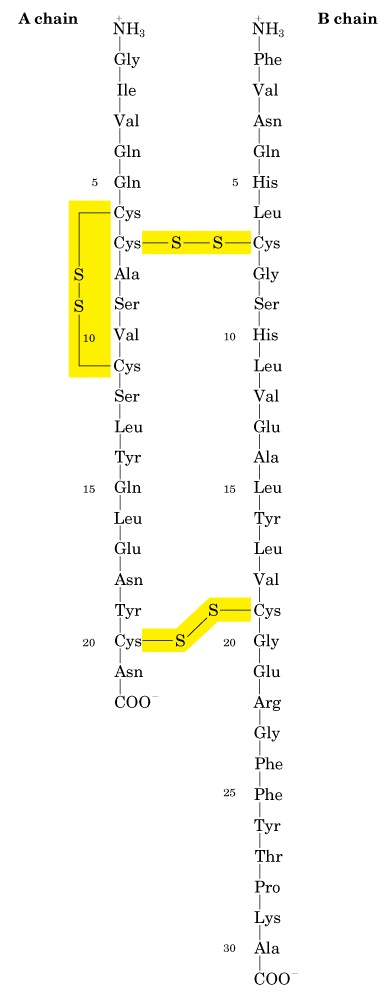 A chain
+
NH3
Gly
Ile
Val
Gln
5 Gln
Cys
Cys
S S
S
S
Ala
Ser
10 Val
Cys
Ser
Leu
Tyr
15 Gln
Leu
Glu
Asn
Tyr
20 Cys
S
S
Asn
COO−
B chain
+
NH3
Phe
Val
Asn
Gln
5 His
Leu
Cys
Gly
Ser
10 His
Leu
Val
Glu
Ala
15 Leu
Tyr
Leu
Val
Cys
20 Gly
Glu
Arg
Gly
Phe
25 Phe
Tyr
Thr
Pro
Lys
30 Ala
COO−